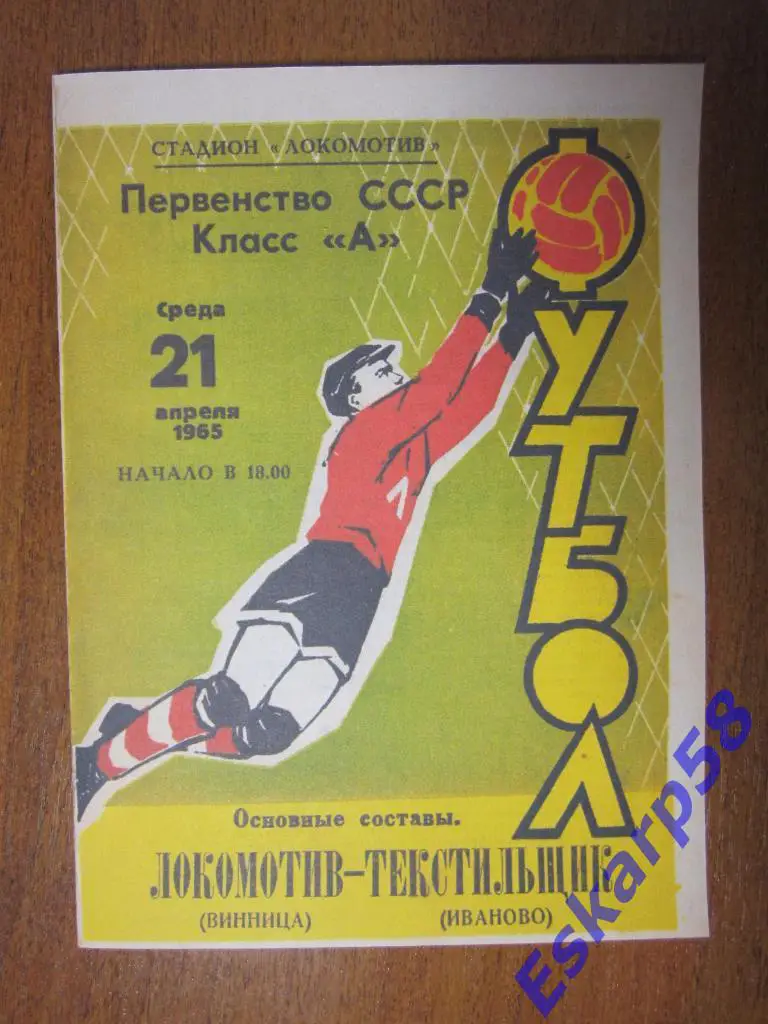 СТАДИОН «ЛОКОМОТИВ»
Первенство СССР
Класс «А»
Среда
21
апреля
1965
НАЧАЛО В 18.00
ФУТБОЛ
Основные составы.
ЛОКОМОТИВ–ТЕКСТИЛЬЩИК
(ВИННИЦА) (ИВАНОВО)
Eskarp58